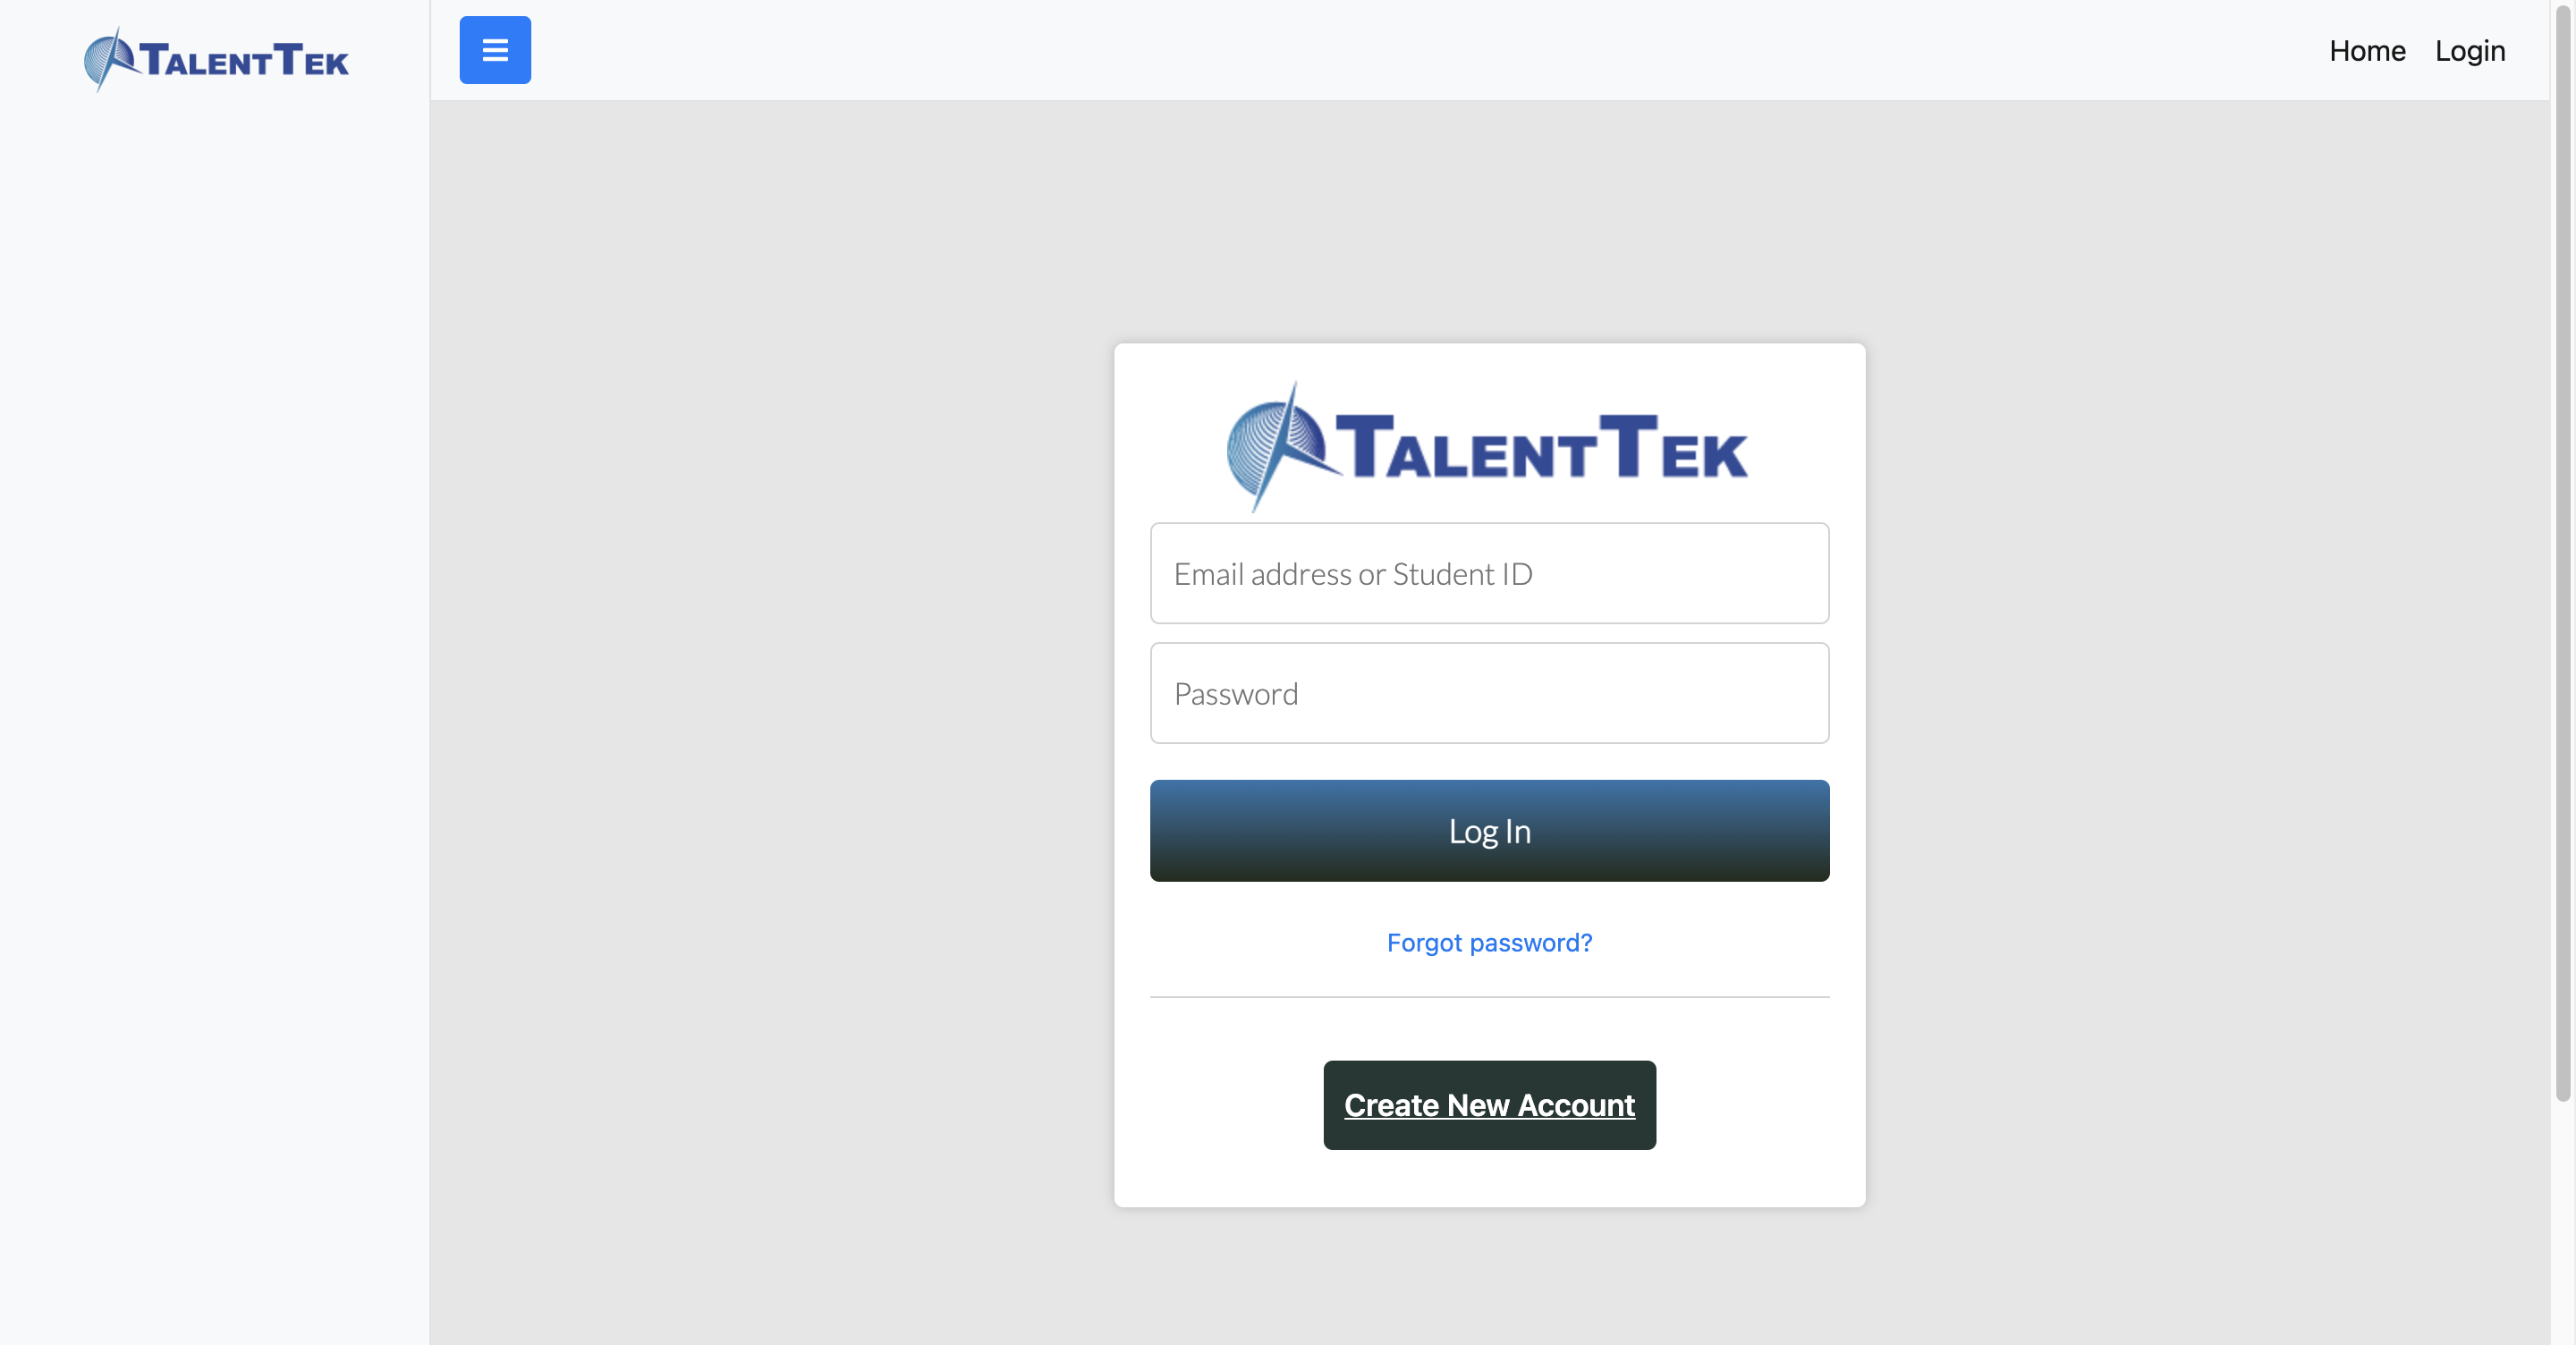 TALENTTEK
Home Login
TALENTTEK
Email address or Student ID
Password
Log In
Forgot password?
Create New Account